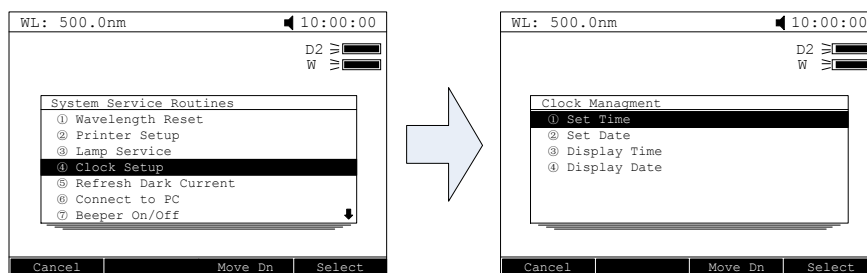 WL: 500.0nm 10:00:00
D2
W
System Service Routines
① Wavelength Reset
② Printer Setup
③ Lamp Service
④ Clock Setup
⑤ Refresh Dark Current
⑥ Connect to PC
⑦ Beeper On/Off
Cancel Move Dn Select
WL: 500.0nm 10:00:00
D2
W
Clock Managment
① Set Time
② Set Date
③ Display Time
④ Display Date
Cancel Move Dn Select